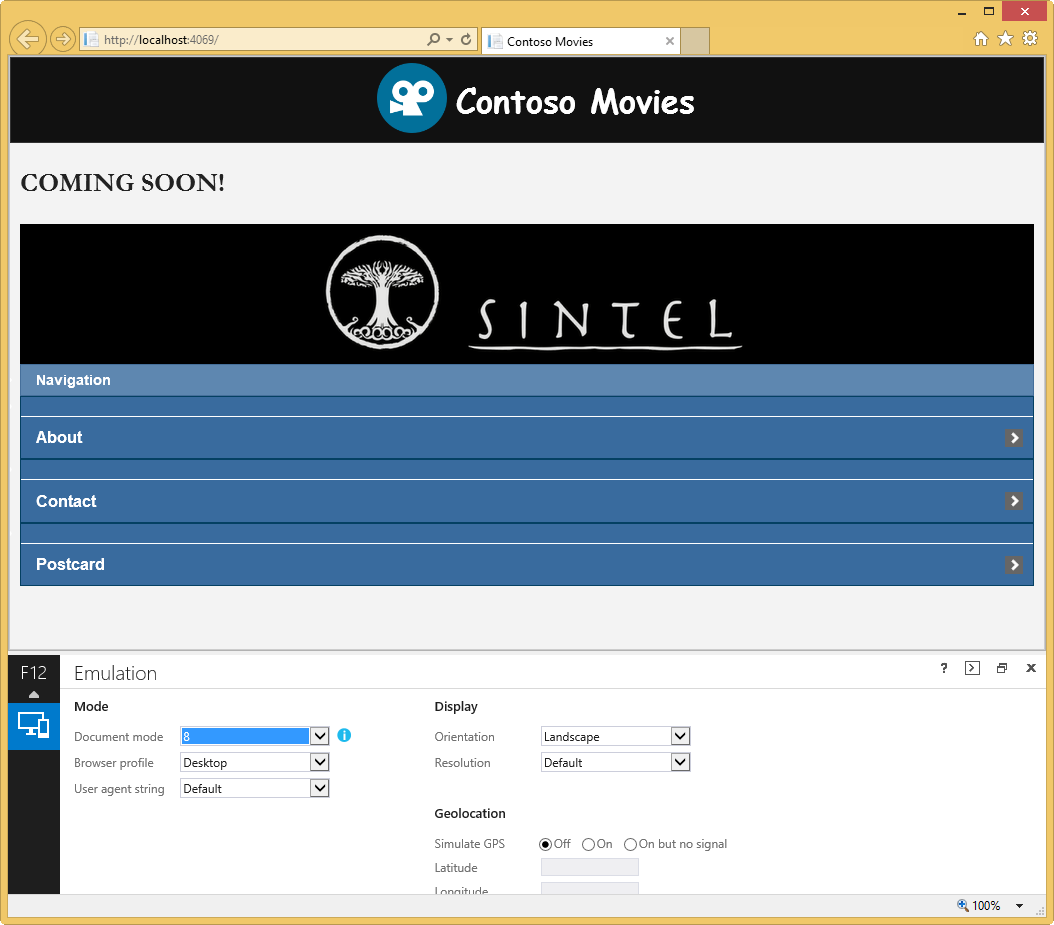 http://localhost:4069/
Contoso Movies
Contoso Movies
COMING SOON!
SINTEL
Navigation
About
Contact
Postcard
F12
Emulation
?
Mode
Display
Document mode
8
Orientation
Landscape
Browser profile
Desktop
Resolution
Default
User agent string
Default
Geolocation
Simulate GPS
Off
On
On but no signal
Latitude
Longitude
100%